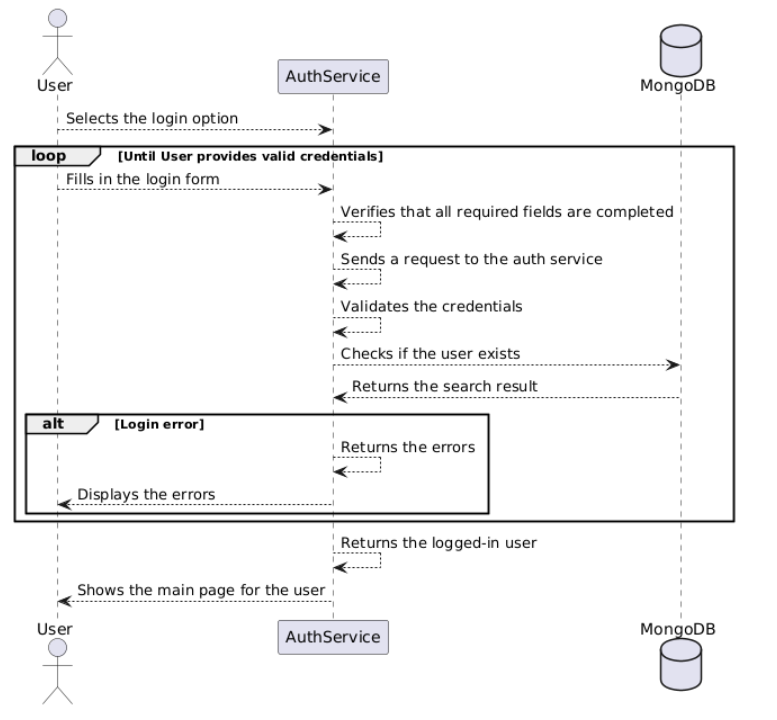 User
AuthService
MongoDB
Selects the login option
loop [Until User provides valid credentials]
Fills in the login form
Verifies that all required fields are completed
Sends a request to the auth service
Validates the credentials
Checks if the user exists
Returns the search result
alt [Login error]
Returns the errors
Displays the errors
Returns the logged-in user
Shows the main page for the user
User
AuthService
MongoDB